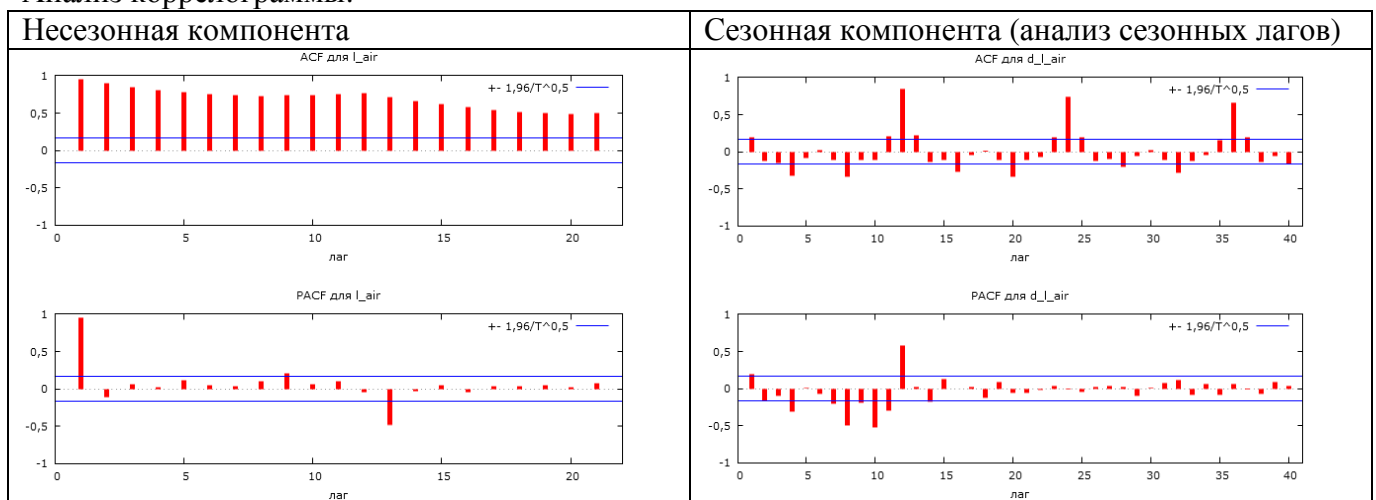 Анализ коррелограммы:
Несезонная компонента
ACF для l_air
+- 1,96/T^0,5
1
0,5
0
-0,5
-1
0 5 10 15 20
лаг
PACF для l_air
+- 1,96/T^0,5
1
0,5
0
-0,5
-1
0 5 10 15 20
лаг
Сезонная компонента (анализ сезонных лагов)
ACF для d_l_air
+- 1,96/T^0,5
1
0,5
0
-0,5
-1
0 5 10 15 20 25 30 35 40
лаг
PACF для d_l_air
+- 1,96/T^0,5
1
0,5
0
-0,5
-1
0 5 10 15 20 25 30 35 40
лаг